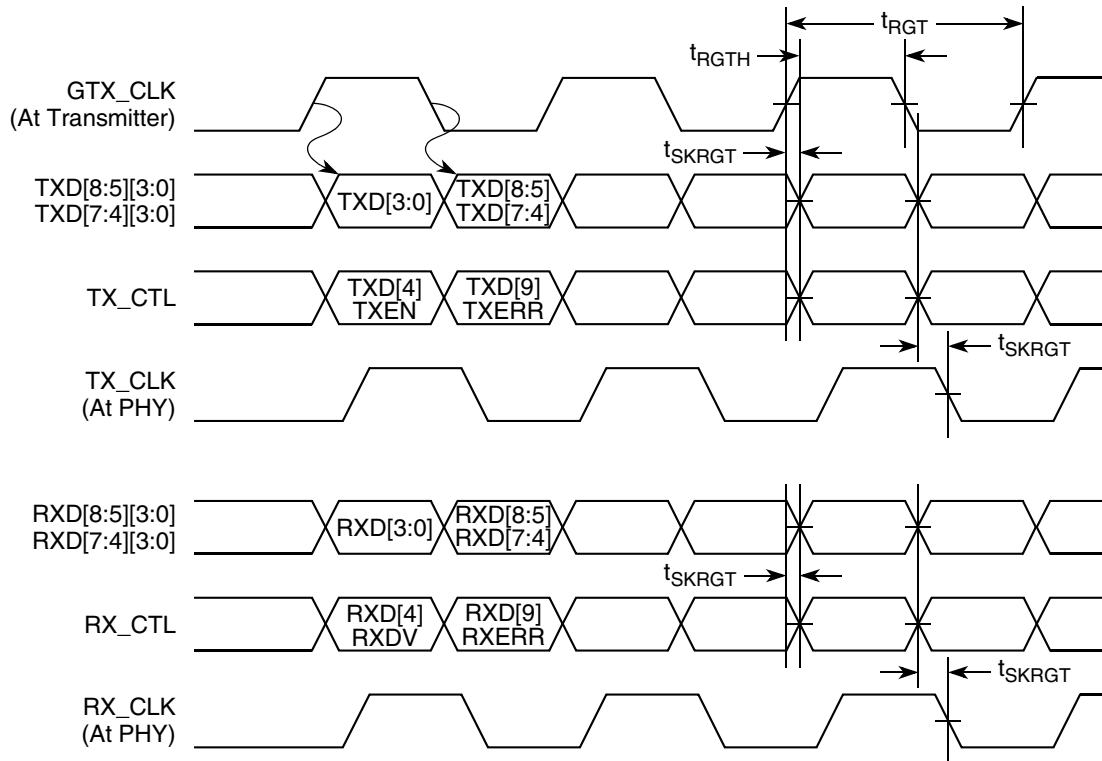 tRGT
tRGTH
GTX_CLK
(At Transmitter)
tSKRGT
TXD[8:5][3:0]
TXD[7:4][3:0]
TXD[3:0]
TXD[8:5]
TXD[7:4]
TX_CTL
TXD[4]
TXEN
TXD[9]
TXERR
tSKRGT
TX_CLK
(At PHY)
RXD[8:5][3:0]
RXD[7:4][3:0]
RXD[3:0]
RXD[8:5]
RXD[7:4]
tSKRGT
RX_CTL
RXD[4]
RXDV
RXD[9]
RXERR
tSKRGT
RX_CLK
(At PHY)